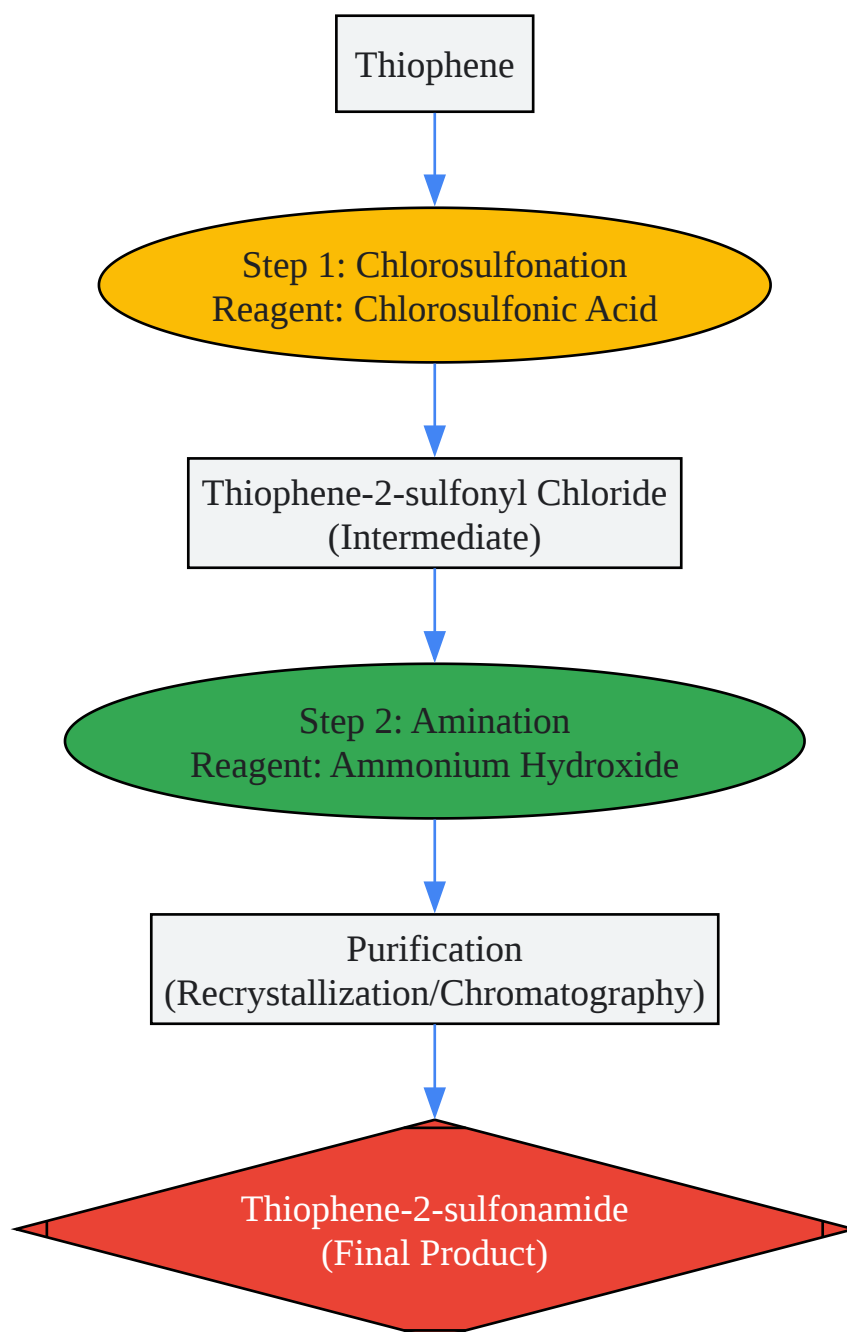 Thiophene
Step 1: Chlorosulfonation
Reagent: Chlorosulfonic Acid
Thiophene-2-sulfonyl Chloride
(Intermediate)
Step 2: Amination
Reagent: Ammonium Hydroxide
Purification
(Recrystallization/Chromatography)
Thiophene-2-sulfonamide
(Final Product)